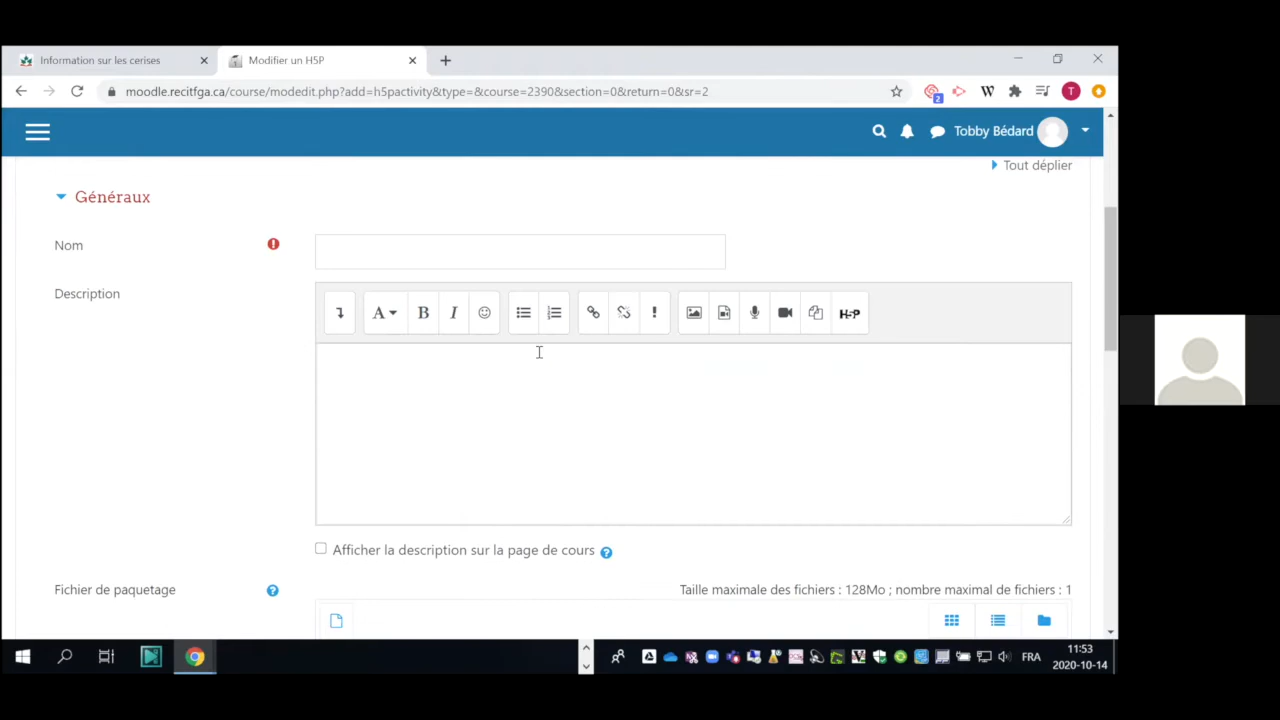 Information sur les cerises
Modifier un H5P
moodle.recitfga.ca/course/modedit.php?add=h5pactivity&type=&course=2390&section=0&return=0&sr=2
2
W
T
Tobby Bédard
Tout déplier
Généraux
Nom
Description
A B I
H5P
Afficher la description sur la page de cours
Fichier de paquetage
Taille maximale des fichiers : 128Mo ; nombre maximal de fichiers : 1
FRA
11:53
2020-10-14